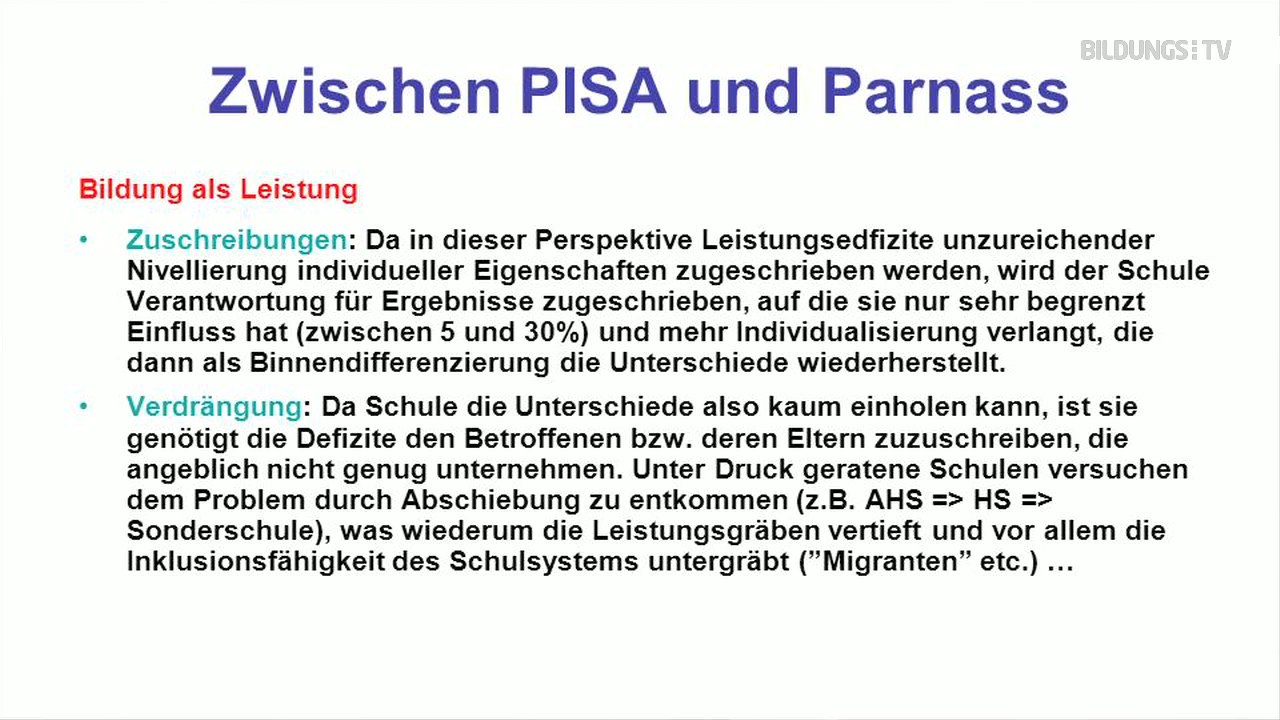 BILDUNGS:TV
Zwischen PISA und Parnass
Bildung als Leistung
• Zuschreibungen: Da in dieser Perspektive Leistungsedfizite unzureichender
Nivellierung individueller Eigenschaften zugeschrieben werden, wird der Schule
Verantwortung für Ergebnisse zugeschrieben, auf die sie nur sehr begrenzt
Einfluss hat (zwischen 5 und 30%) und mehr Individualisierung verlangt, die
dann als Binnendifferenzierung die Unterschiede wiederherstellt.
• Verdrängung: Da Schule die Unterschiede also kaum einholen kann, ist sie
genötigt die Defizite den Betroffenen bzw. deren Eltern zuzuschreiben, die
angeblich nicht genug unternehmen. Unter Druck geratene Schulen versuchen
dem Problem durch Abschiebung zu entkommen (z.B. AHS => HS =>
Sonderschule), was wiederum die Leistungsgräben vertieft und vor allem die
Inklusionsfähigkeit des Schulsystems untergräbt (”Migranten” etc.) …